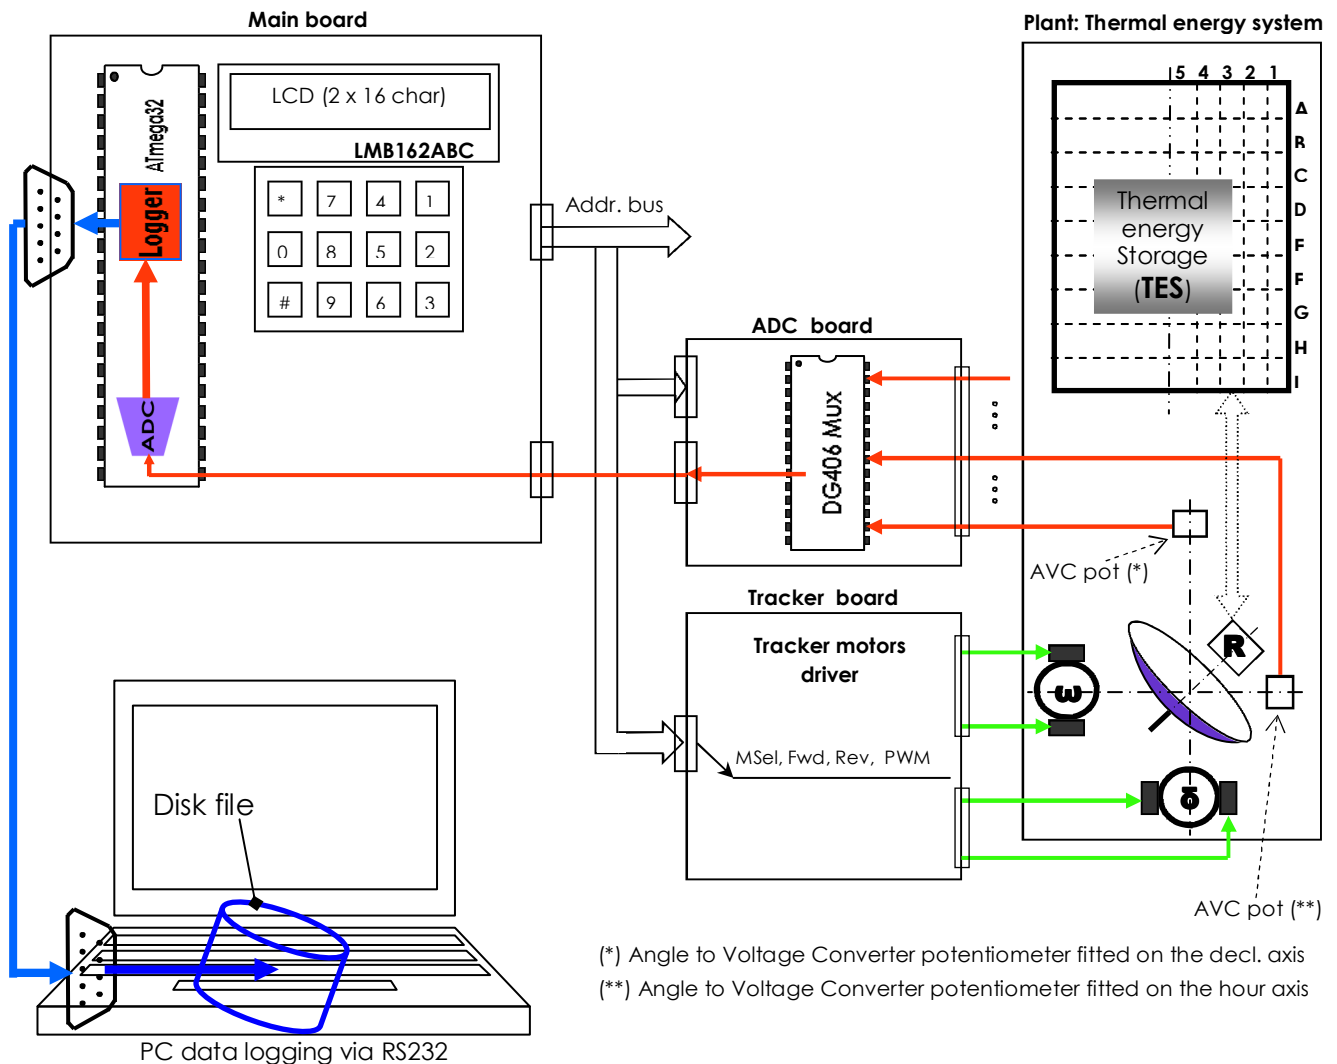 Main board
Plant: Thermal energy system
LCD (2 x 16 char)
LMB162ABC
ATmega32
Logger
ADC
* 7 4 1
0 8 5 2
# 9 6 3
Addr. bus
5 4 3 2 1
A
B
C
D
F
F
G
H
I
Thermal
energy
Storage
(TES)
ADC board
DG406 Mux
AVC pot (*)
Tracker board
Tracker motors
driver
MSel, Fwd, Rev, PWM
R
ω
AVC pot (**)
Disk file
(*) Angle to Voltage Converter potentiometer fitted on the decl. axis
(**) Angle to Voltage Converter potentiometer fitted on the hour axis
PC data logging via RS232